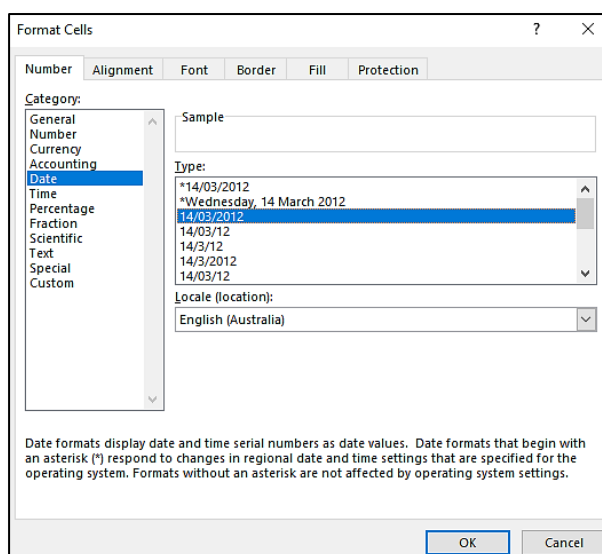 Format Cells ? ×
Number Alignment Font Border Fill Protection
Category:
General
Number
Currency
Accounting
Date
Time
Percentage
Fraction
Scientific
Text
Special
Custom
Sample
Type:
*14/03/2012
*Wednesday, 14 March 2012
14/03/2012
14/03/12
14/3/12
14/3/2012
14/03/12
Locale (location):
English (Australia)
Date formats display date and time serial numbers as date values. Date formats that begin with
an asterisk (*) respond to changes in regional date and time settings that are specified for the
operating system. Formats without an asterisk are not affected by operating system settings.
OK Cancel